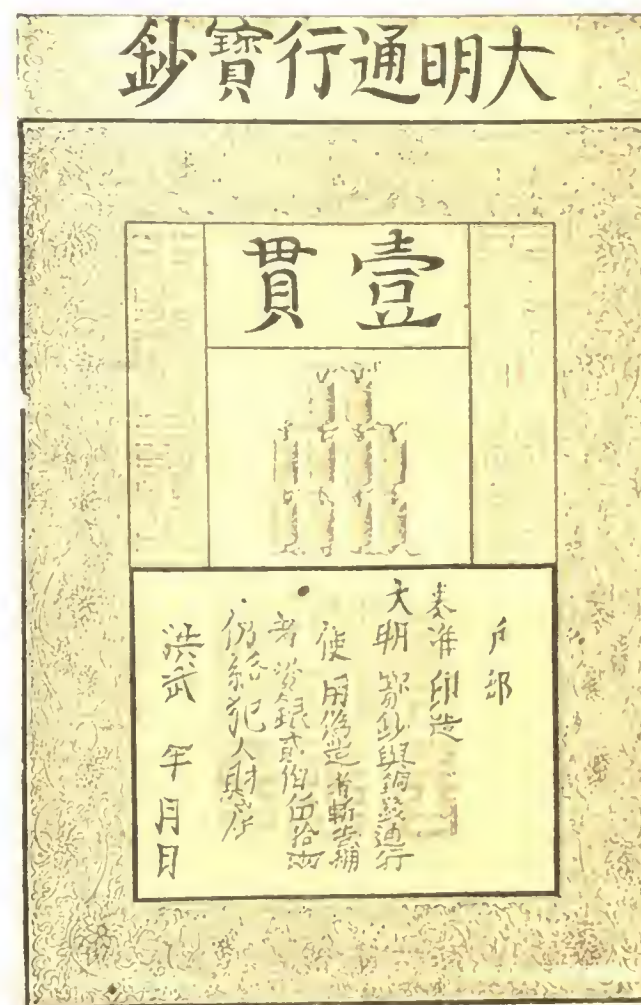 大明通行寶鈔
壹貫
戶部
奏准印造
大明寶鈔與銅錢通行
使用偽造者斬告捕
者賞銀貳伯伍拾兩
仍給犯人財產
洪武 年月日